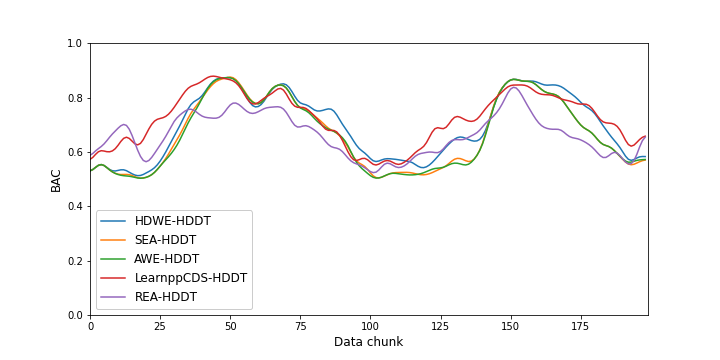 1.0
0.8
0.6
0.4
0.2
0.0
BAC
HDWE-HDDT
SEA-HDDT
AWE-HDDT
LearnppCDS-HDDT
REA-HDDT
0 25 50 75 100 125 150 175
Data chunk